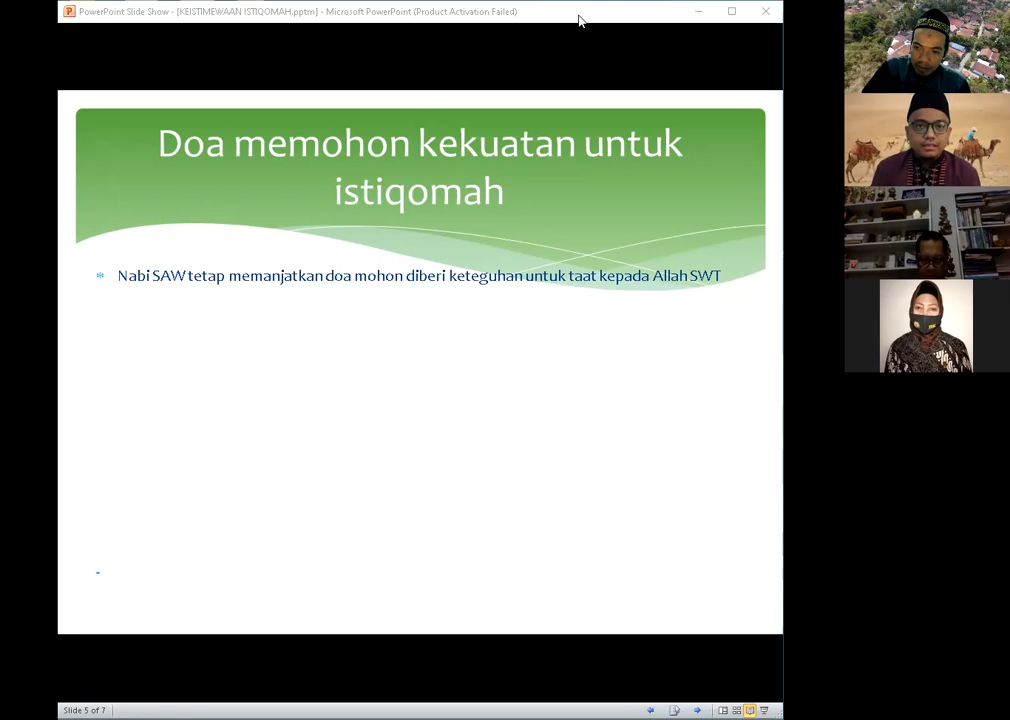 PowerPoint Slide Show - [KEISTIMEWAAN ISTIQOMAH.pptm] - Microsoft PowerPoint (Product Activation Failed)
Doa memohon kekuatan untuk
istiqomah
Nabi SAW tetap memanjatkan doa mohon diberi keteguhan untuk taat kepada Allah SWT
Slide 5 of 7